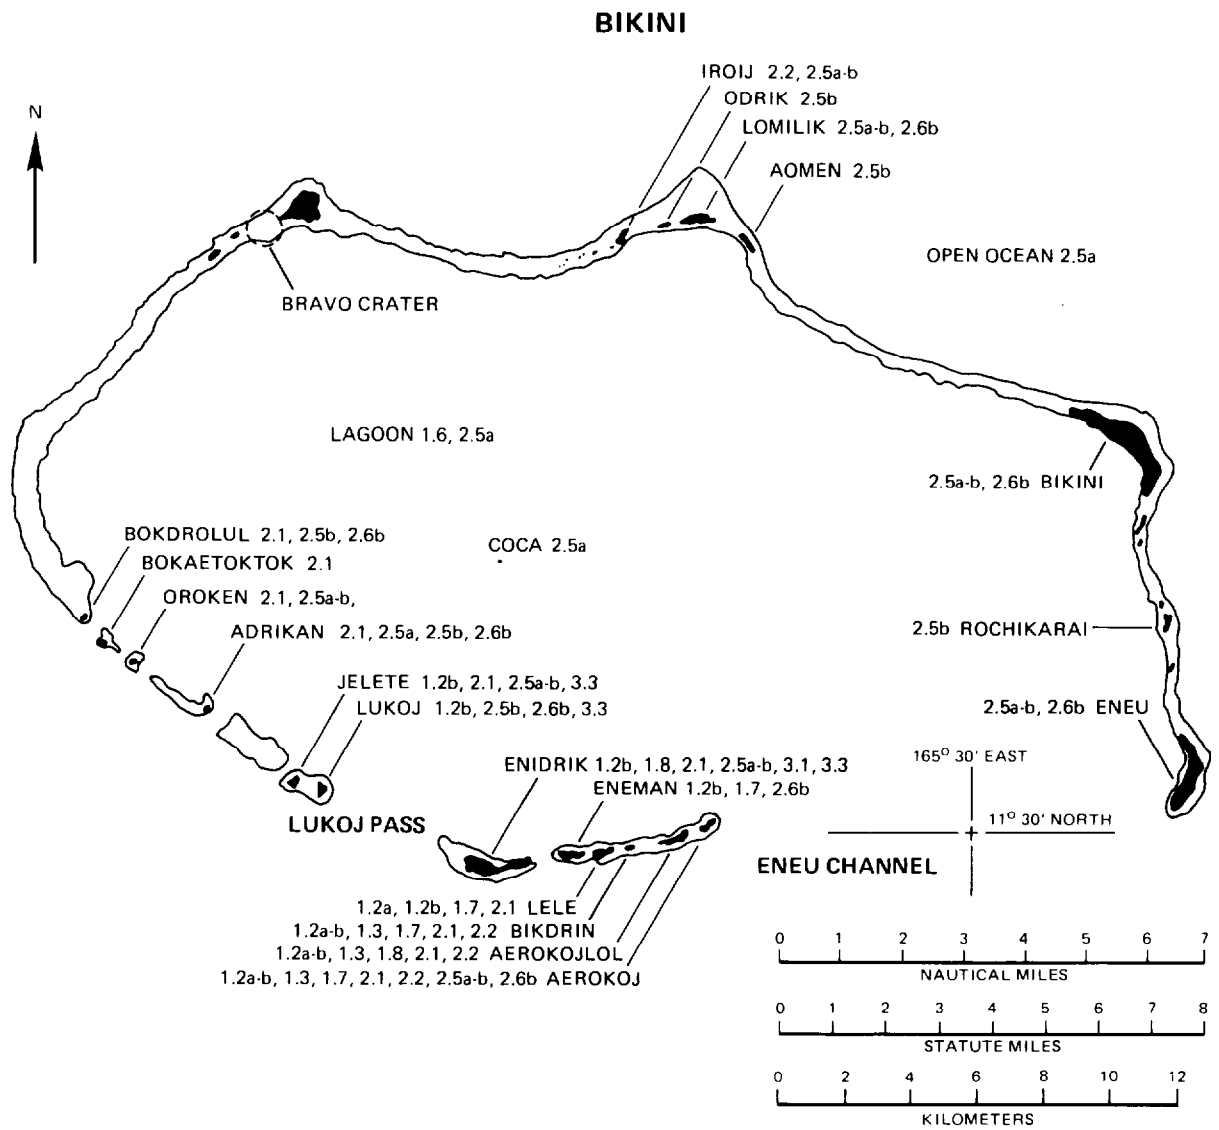 BIKINI
IROIJ 2.2, 2.5a-b
ODRIK 2.5b
N
LOMILIK 2.5a-b, 2.6b
AOMEN 2.5b
OPEN OCEAN 2.5a
BRAVO CRATER
LAGOON 1.6, 2.5a
2.5a-b, 2.6b BIKINI
BOKDROLUL 2.1, 2.5b, 2.6b
COCA 2.5a
BOKAETOKTOK 2.1
OROKEN 2.1, 2.5a-b,
ADRIKAN 2.1, 2.5a, 2.5b, 2.6b
2.5b ROCHIKARAI
JELETE 1.2b, 2.1, 2.5a-b, 3.3
LUKOJ 1.2b, 2.5b, 2.6b, 3.3
2.5a-b, 2.6b ENEU
165° 30' EAST
ENIDRIK 1.2b, 1.8, 2.1, 2.5a-b, 3.1, 3.3
ENEMAN 1.2b, 1.7, 2.6b
11° 30' NORTH
LUKOJ PASS
ENEU CHANNEL
1.2a, 1.2b, 1.7, 2.1 LELE
1.2a-b, 1.3, 1.7, 2.1, 2.2 BIKDRIN
1.2a-b, 1.3, 1.8, 2.1, 2.2 AEROKOJLOL
1.2a-b, 1.3, 1.7, 2.1, 2.2, 2.5a-b, 2.6b AEROKOJ
0 1 2 3 4 5 6 7
NAUTICAL MILES
0 1 2 3 4 5 6 7 8
STATUTE MILES
0 2 4 6 8 10 12
KILOMETERS